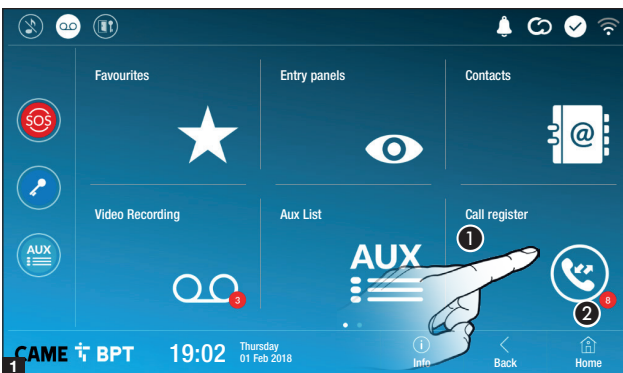 Favourites
Entry panels
Contacts
SOS
@
Video Recording
Aux List
Call register
1
AUX
AUX
3
8
2
CAME BPT
19:02
Thursday
01 Feb 2018
i
Info
Back
Home
1